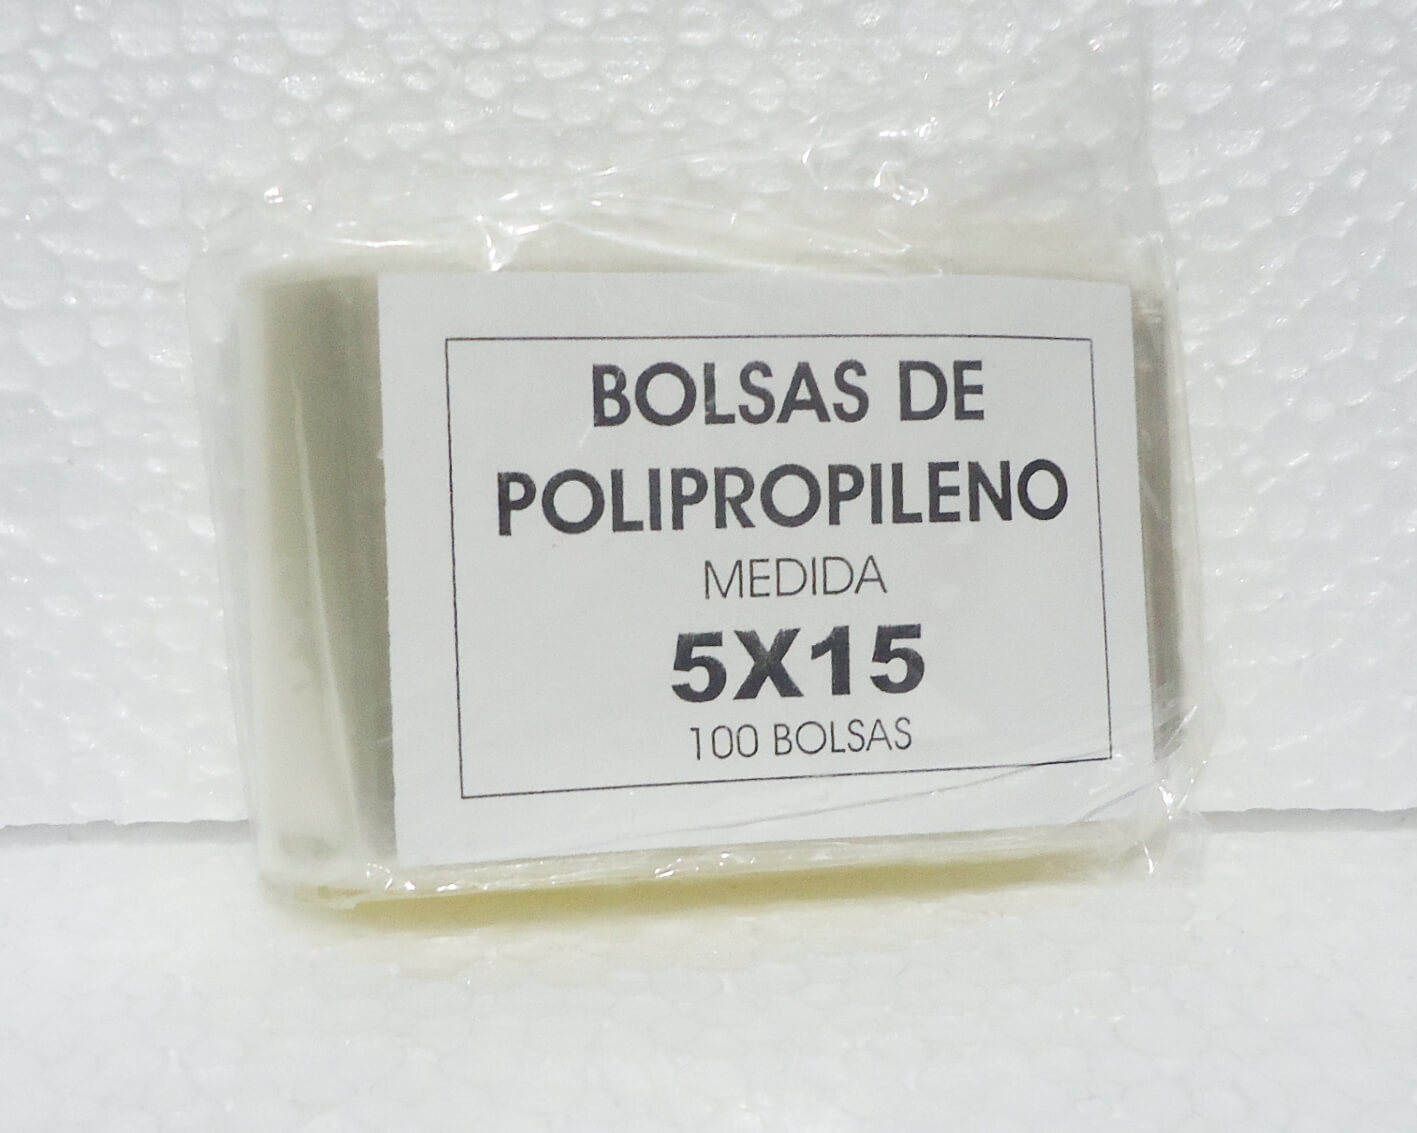 BOLSAS DE
POLIPROPILENO
MEDIDA
5X15
100 BOLSAS